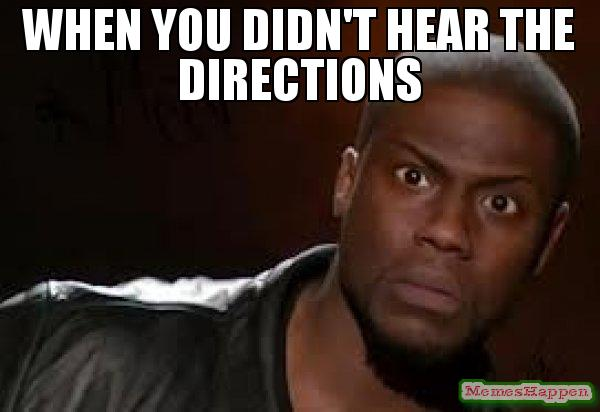 WHEN YOU DIDN'T HEAR THE
DIRECTIONS
MemesHappen